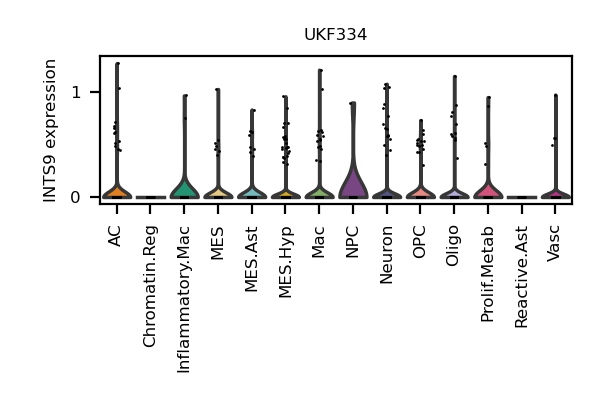 UKF334
INTS9 expression
1
0
AC
Chromatin.Reg
Inflammatory.Mac
MES
MES.Ast
MES.Hyp
Mac
NPC
Neuron
OPC
Oligo
Prolif.Metab
Reactive.Ast
Vasc